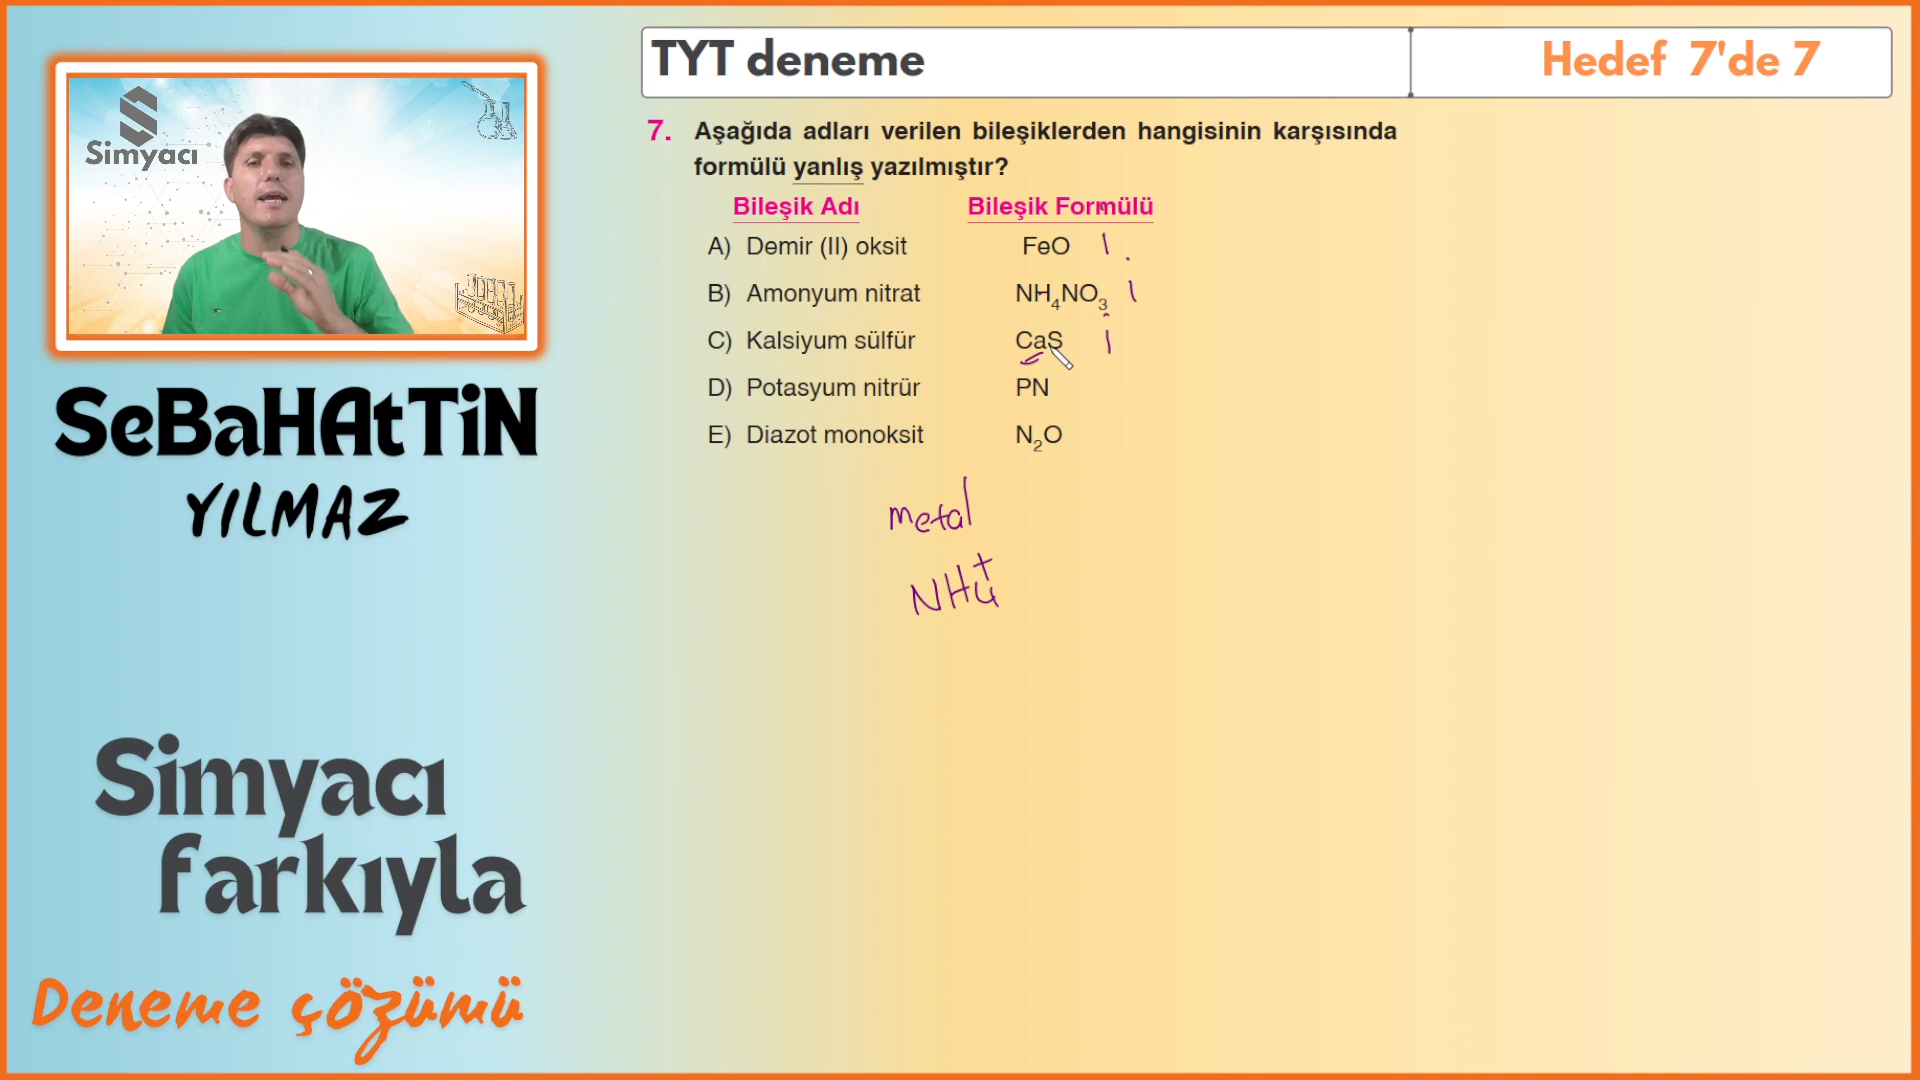 TYT deneme
Hedef 7'de 7
Simyacı
7. Aşağıda adları verilen bileşiklerden hangisinin karşısında
formülü yanlış yazılmıştır?
Bileşik Adı Bileşik Formülü
A) Demir (II) oksit FeO
B) Amonyum nitrat NH4NO3
C) Kalsiyum sülfür CaS
D) Potasyum nitrür PN
E) Diazot monoksit N2O
metal
NH4+
SeBaHAtTiN
YILMAZ
Simyacı
farkıyla
Deneme çözümü